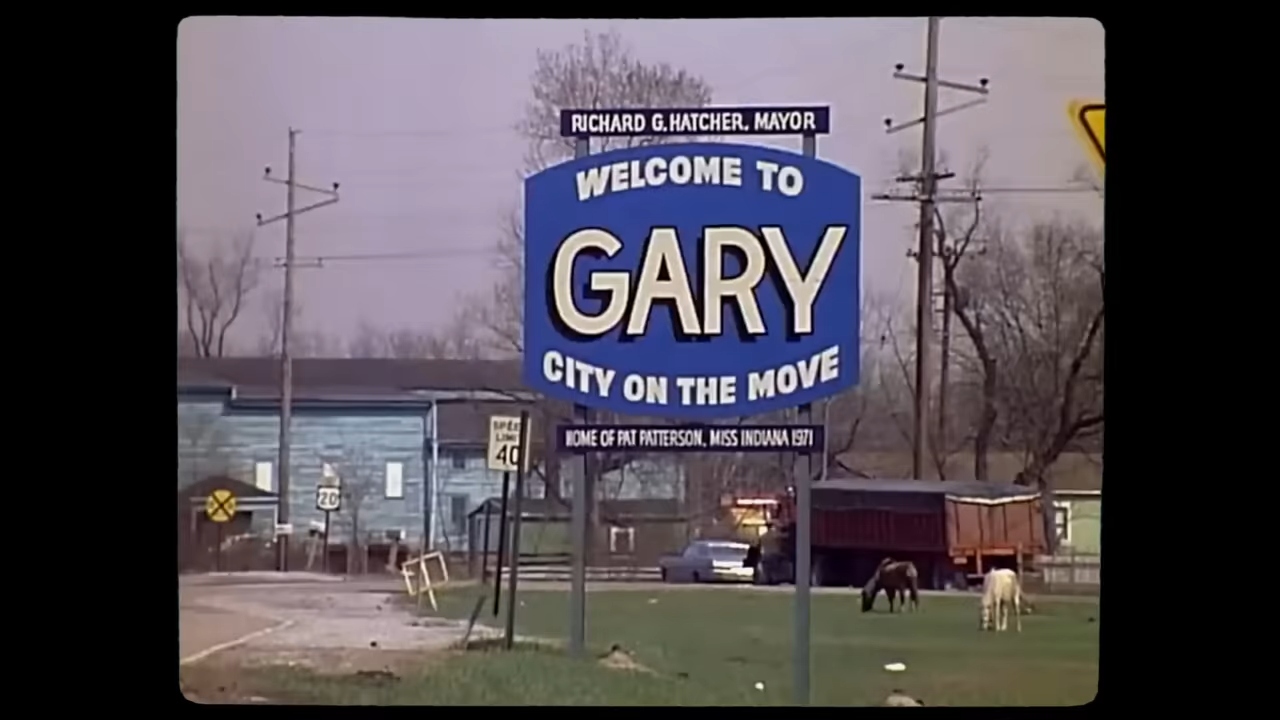 RICHARD G. HATCHER, MAYOR
WELCOME TO
GARY
CITY ON THE MOVE
HOME OF PAT PATTERSON, MISS INDIANA 1971
SPEED
LIMIT
40
20